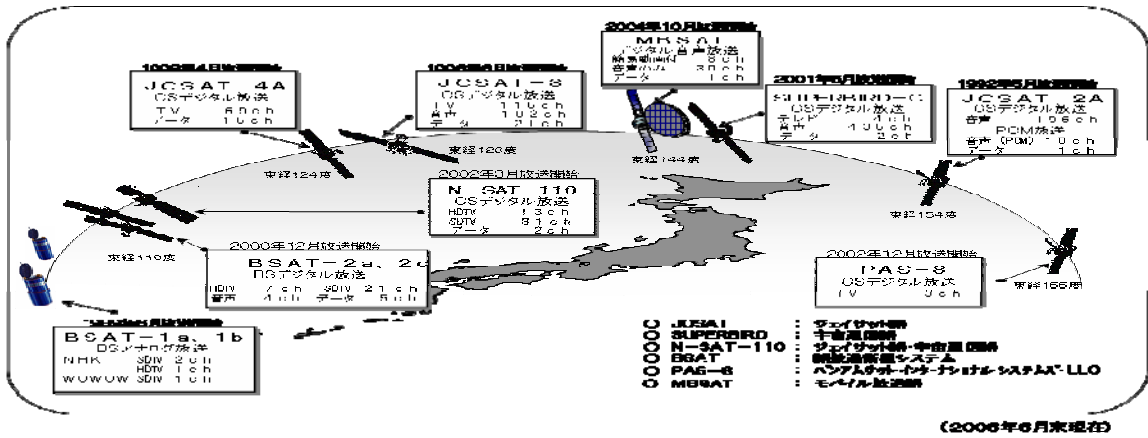 2004年10月放送開始
MBSAT
デジタル音声放送
音声のみ 30ch
データ 1ch
JCSAT-4A
CSデジタル放送
TV
データ
JCSAT-3
CSデジタル放送
TV
音声
データ
2001年6月放送開始
SUPERBIRD-C
CSデジタル放送
テレビ 4ch
音声
データ 2ch
1992年5月放送開始
JCSAT-2A
CSデジタル放送
音声
PCM放送
音声(PCM) 10ch
データ 1ch
東経124度
東経128度
東経144度
東経154度
東経110度
2002年3月放送開始
N-SAT-110
CSデジタル放送
HDTV 13ch
SDTV 81ch
データ 2ch
2000年12月放送開始
BSAT-2a、2c
BSデジタル放送
HDTV 7ch SDTV 21ch
音声 4ch データ 5ch
2002年12月放送開始
PAS-8
CSデジタル放送
TV 3ch
東経166度
BSAT-1a、1b
BSアナログ放送
NHK SDTV 2ch
HDTV 1ch
WOWOW SDTV 1ch
○ JCSAT : ジェイサット㈱
○ SUPERBIRD : 宇宙通信㈱
○ N-SAT-110 : ジェイサット㈱・宇宙通信㈱
○ BSAT : ㈱放送衛星システム
○ PAS-8 : パンアムサット・インターナショナル・システムズ・LLC
○ MBSAT : モバイル放送㈱
(2006年6月末現在)